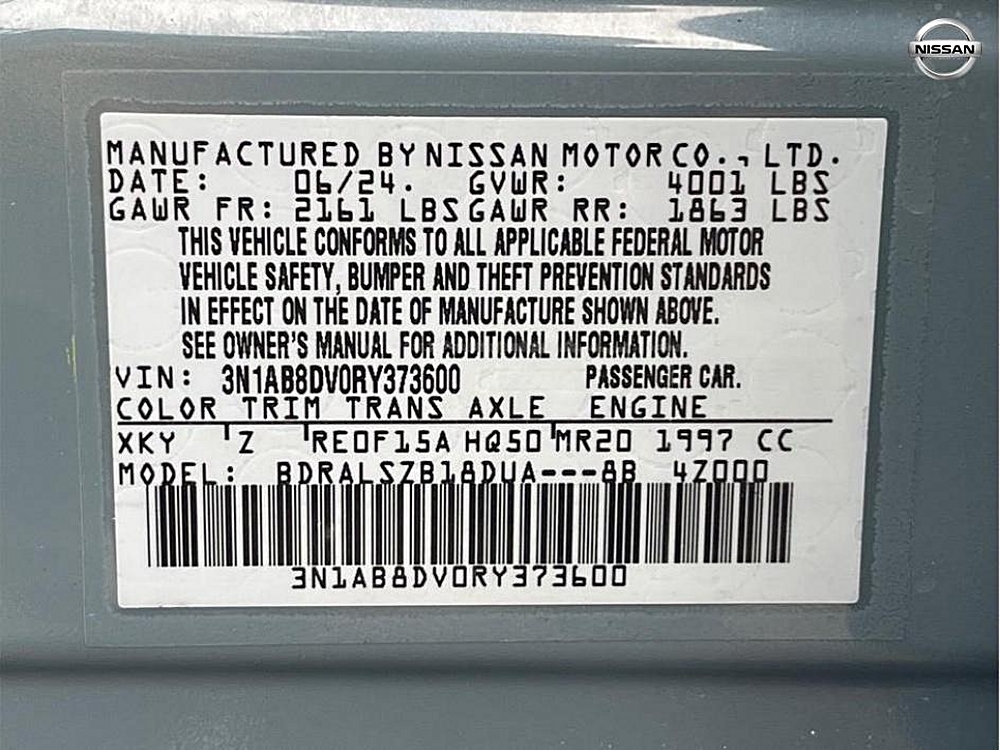 NISSAN
MANUFACTURED BY NISSAN MOTOR CO., LTD.
DATE: 06/24. GVWR: 4001 LBS
GAWR FR: 2161 LBS GAWR RR: 1863 LBS
THIS VEHICLE CONFORMS TO ALL APPLICABLE FEDERAL MOTOR
VEHICLE SAFETY, BUMPER AND THEFT PREVENTION STANDARDS
IN EFFECT ON THE DATE OF MANUFACTURE SHOWN ABOVE.
SEE OWNER'S MANUAL FOR ADDITIONAL INFORMATION.
VIN: 3N1AB8DV0RY373600 PASSENGER CAR.
COLOR TRIM TRANS AXLE ENGINE
XKY Z RE0F15A HQ50 MR20 1997 CC
MODEL: BDRALSZB18DUA---8B 4Z000
3N1AB8DV0RY373600